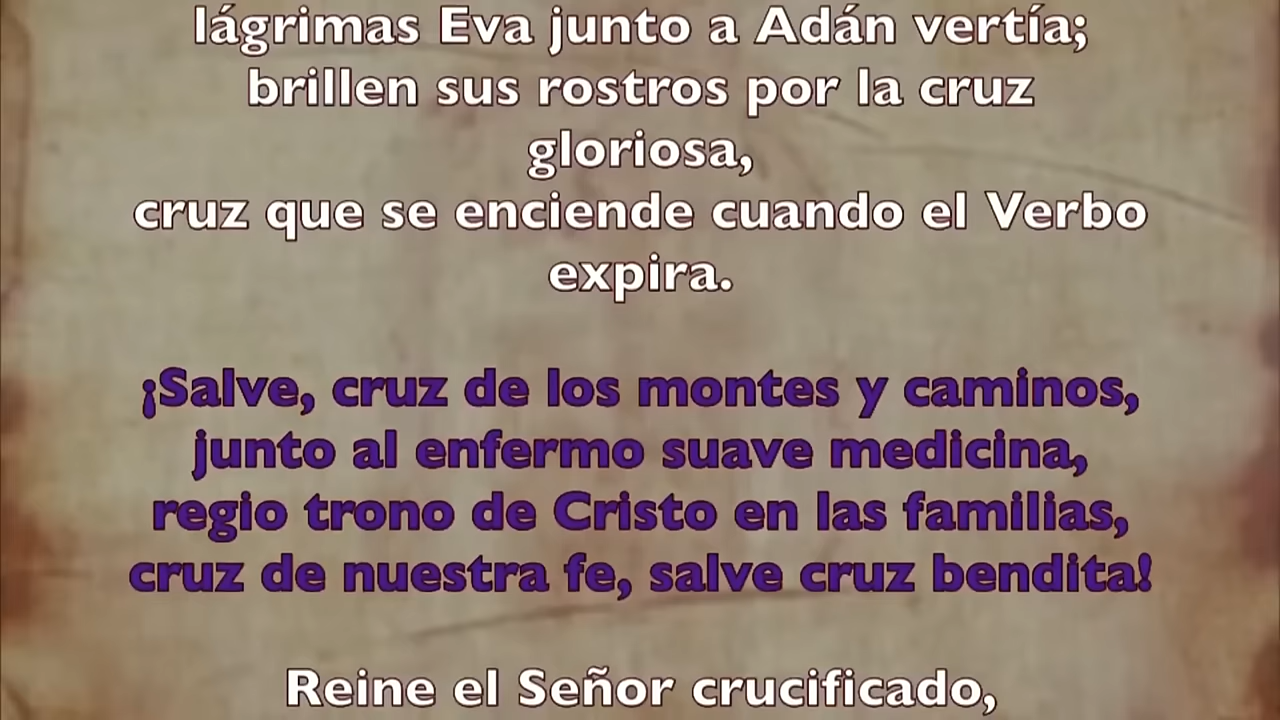 lágrimas Eva junto a Adán vertía;
brillen sus rostros por la cruz
gloriosa,
cruz que se enciende cuando el Verbo
expira.
¡Salve, cruz de los montes y caminos,
junto al enfermo suave medicina,
regio trono de Cristo en las familias,
cruz de nuestra fe, salve cruz bendita!
Reine el Señor crucificado,